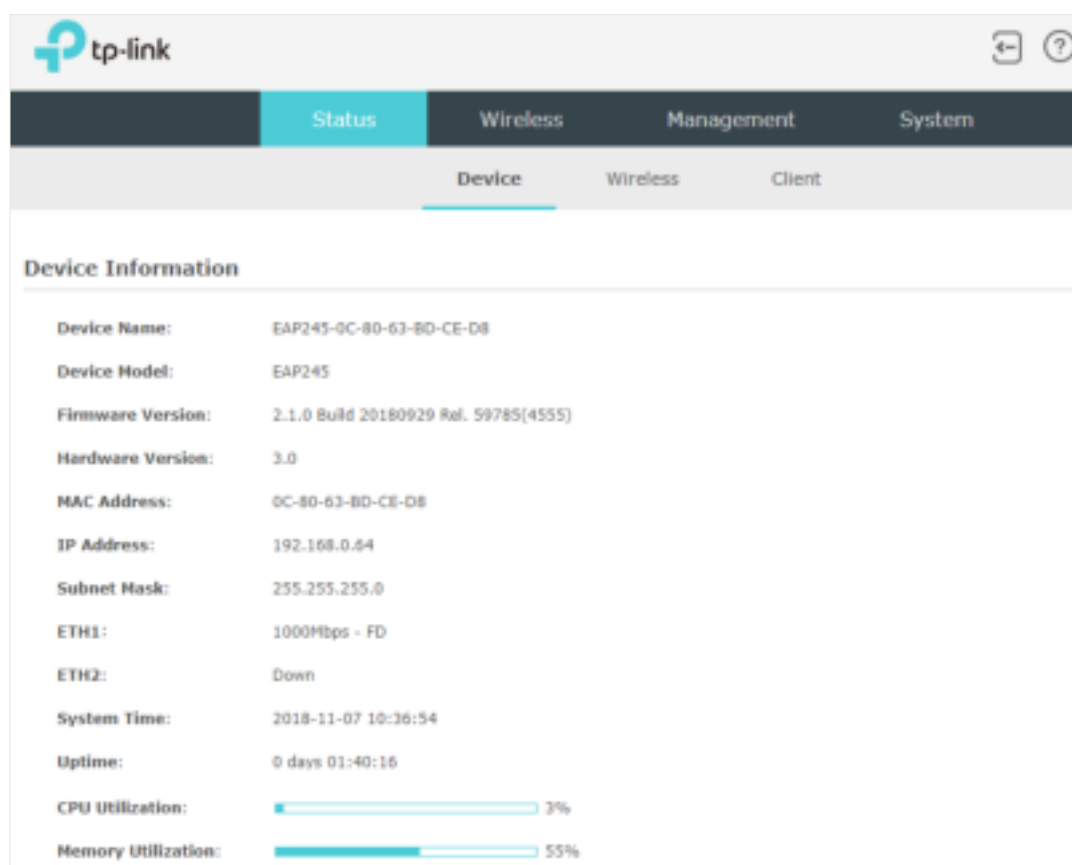 tp-link
Status Wireless Management System
Device Wireless Client
Device Information
Device Name: EAP245-0C-80-63-BD-CE-D8
Device Model: EAP245
Firmware Version: 2.1.0 Build 20180929 Rel. 59785(4555)
Hardware Version: 3.0
MAC Address: 0C-80-63-BD-CE-D8
IP Address: 192.168.0.64
Subnet Mask: 255.255.255.0
ETH1: 1000Mbps - FD
ETH2: Down
System Time: 2018-11-07 10:36:54
Uptime: 0 days 01:40:16
CPU Utilization: 3%
Memory Utilization: 55%